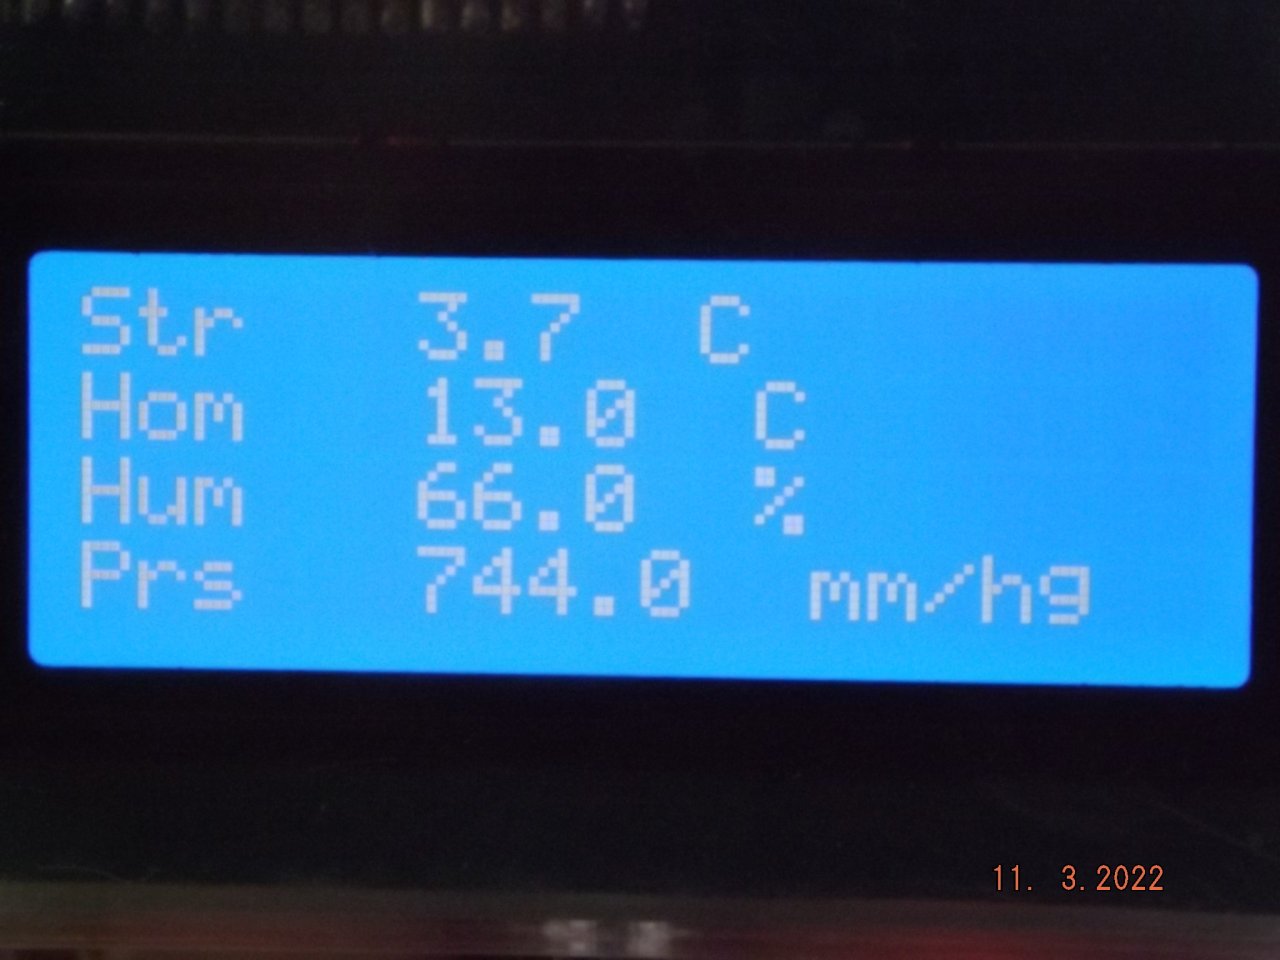 Str 3.7 C
Hom 13.0 C
Hum 66.0 %
Prs 744.0 mm/hg
11. 3.2022